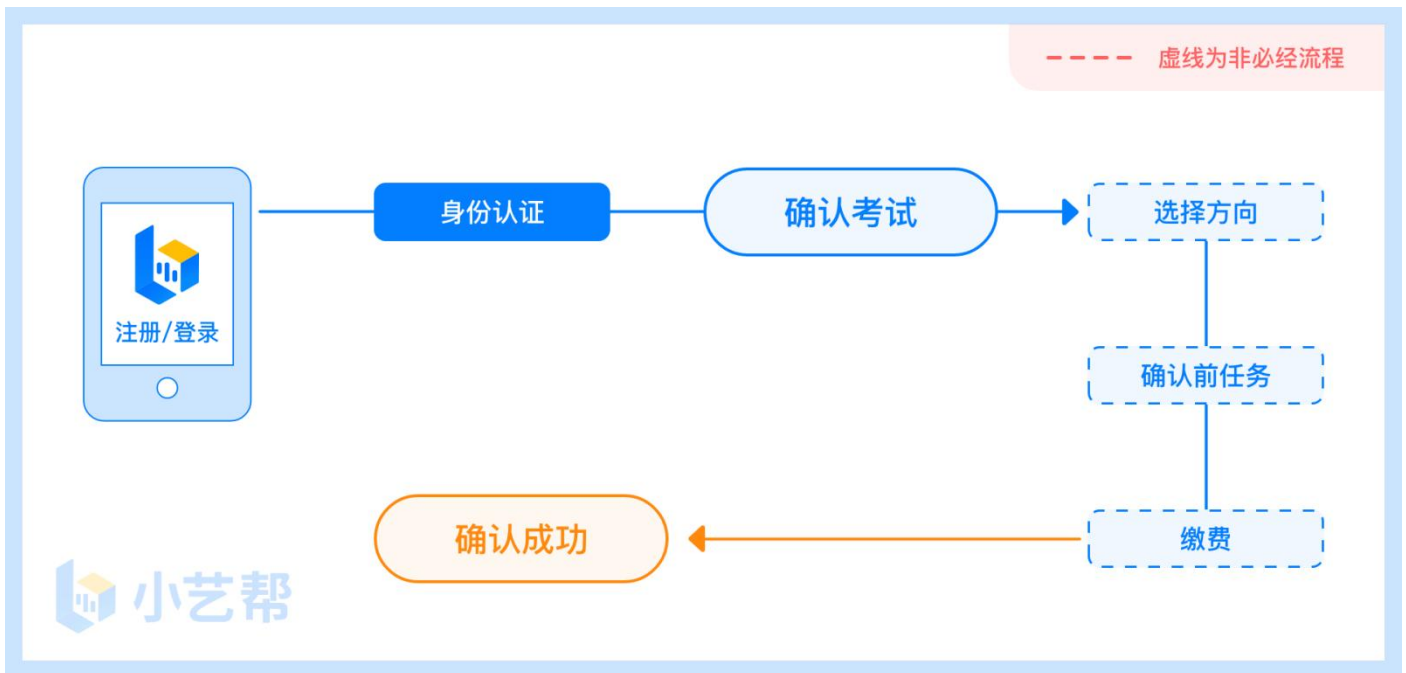 虚线为非必经流程
身份认证
确认考试
选择方向
注册/登录
确认前任务
缴费
确认成功
小艺帮